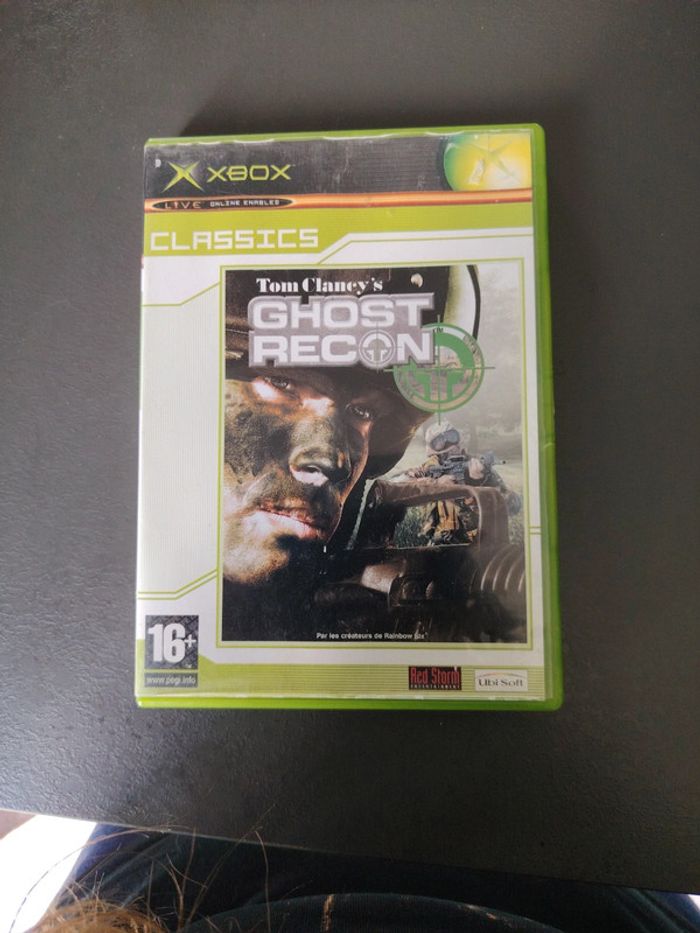 XBOX
LIVE ONLINE ENABLED
CLASSICS
Tom Clancy's
GHOST
RECON
Par les créateurs de Rainbow Six
16+
www.pegi.info
Red Storm
ENTERTAINMENT
Ubi Soft